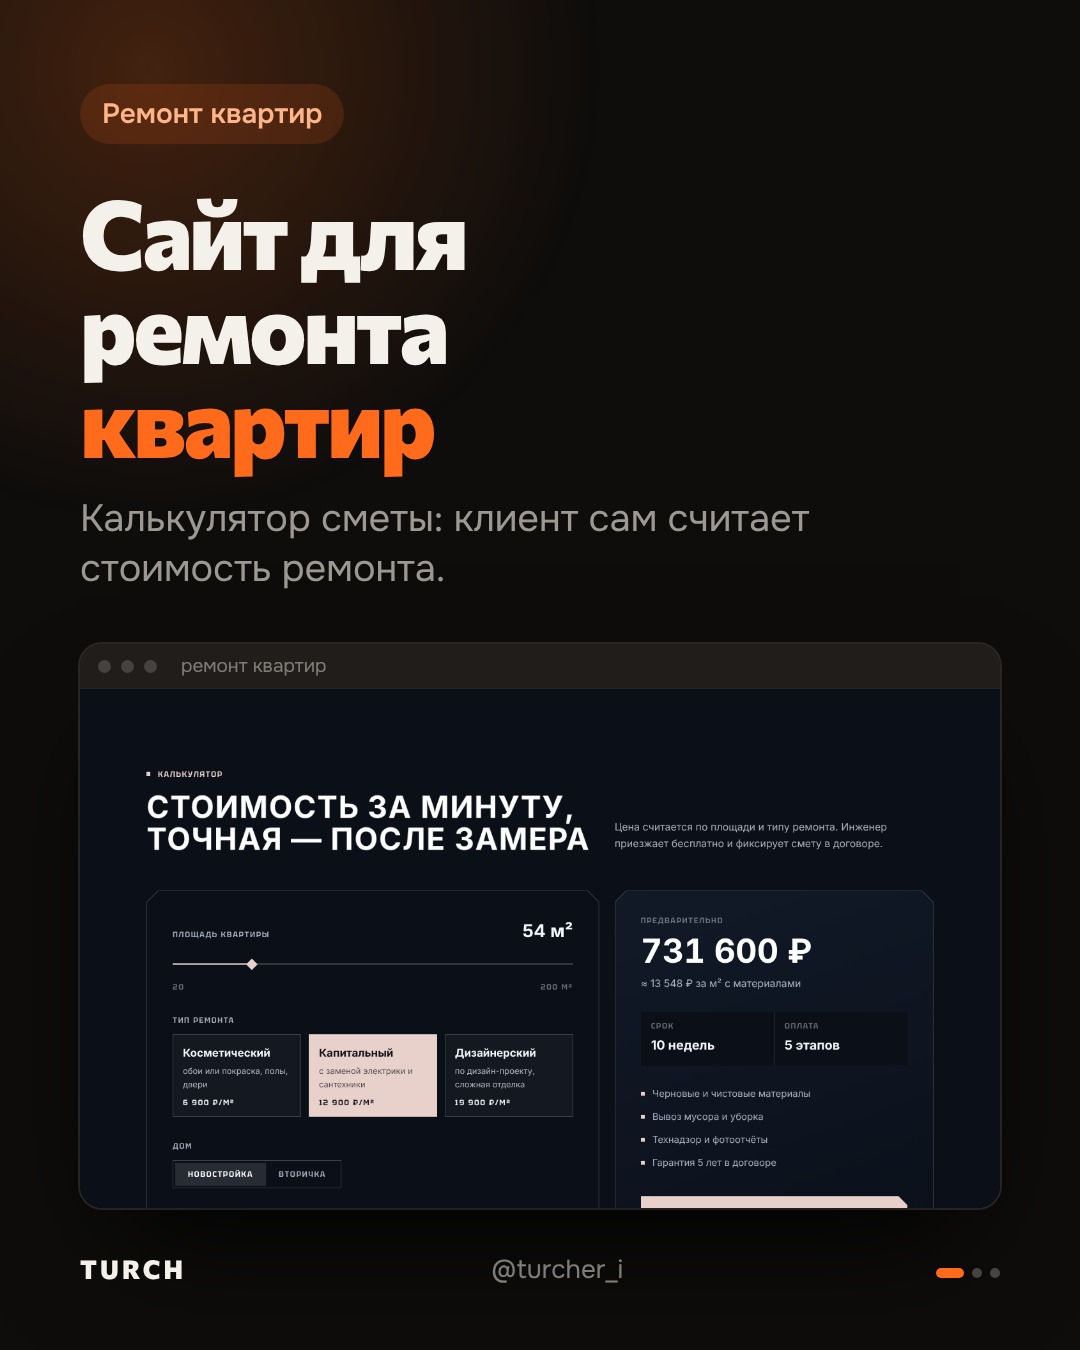 Ремонт квартир
Сайт для
ремонта
квартир
Калькулятор сметы: клиент сам считает
стоимость ремонта.
ремонт квартир
КАЛЬКУЛЯТОР
СТОИМОСТЬ ЗА МИНУТУ,
ТОЧНАЯ — ПОСЛЕ ЗАМЕРА
Цена считается по площади и типу ремонта. Инженер
приезжает бесплатно и фиксирует смету в договоре.
ПЛОЩАДЬ КВАРТИРЫ
54 м²
20
200 М²
ТИП РЕМОНТА
Косметический
обои или покраска, полы,
двери
6 900 ₽/М²
Капитальный
с заменой электрики и
сантехники
12 900 ₽/М²
Дизайнерский
по дизайн-проекту,
сложная отделка
19 900 ₽/М²
ДОМ
НОВОСТРОЙКА
ВТОРИЧКА
ПРЕДВАРИТЕЛЬНО
731 600 ₽
≈ 13 548 ₽ за м² с материалами
СРОК
10 недель
ОПЛАТА
5 этапов
Черновые и чистовые материалы
Вывоз мусора и уборка
Технадзор и фотоотчёты
Гарантия 5 лет в договоре
TURCH
@turcher_i